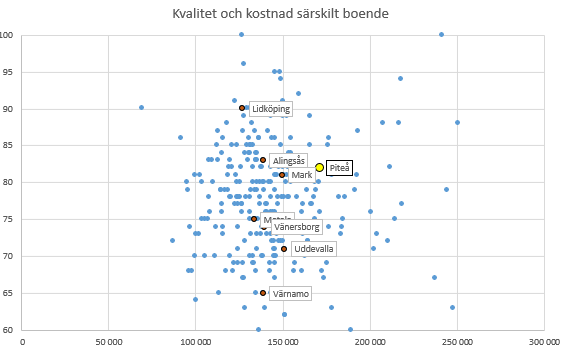 Kvalitet och kostnad särskilt boende
100
95
90
85
80
75
70
65
60
Lidköping
Alingsås
Piteå
Mark
Motala
Vänersborg
Uddevalla
Värnamo
0
50 000
100 000
150 000
200 000
250 000
300 000